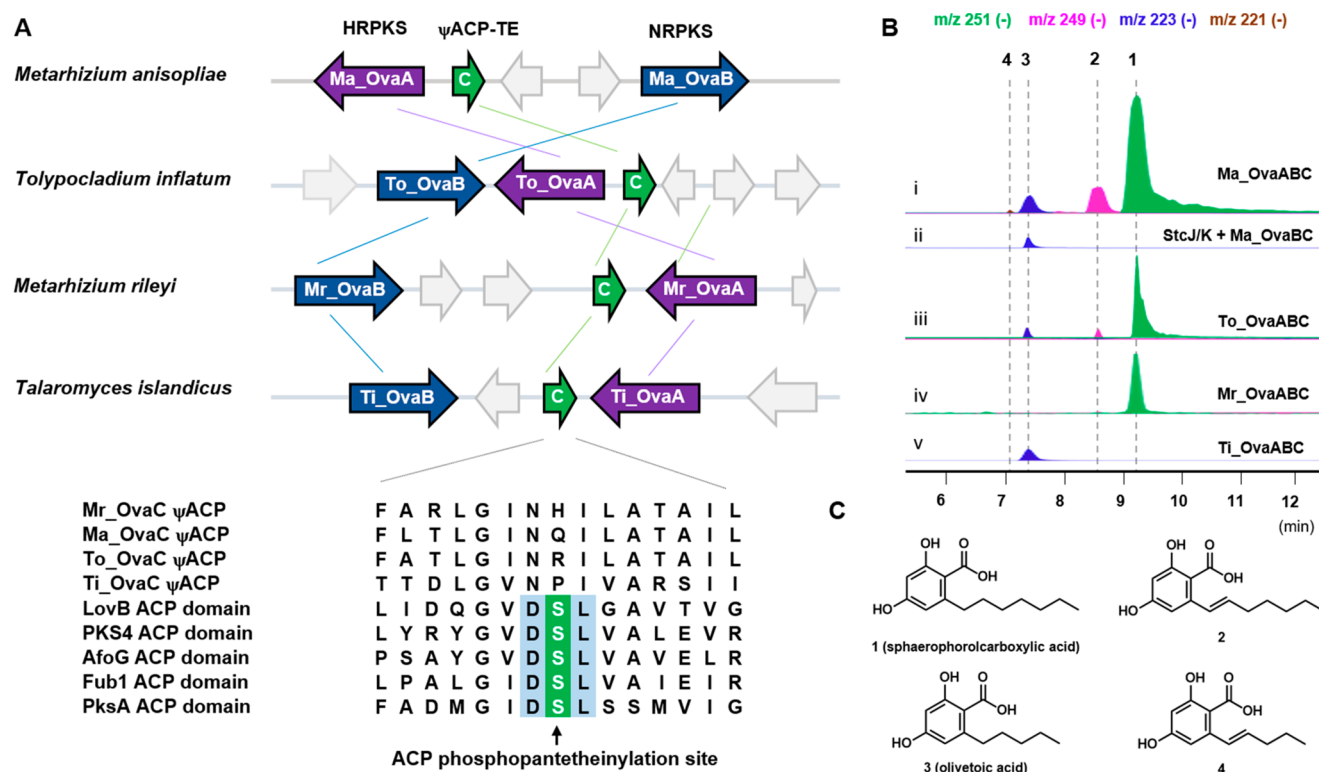 A
HRPKS ψACP-TE NRPKS
Metarhizium anisopliae
Ma_OvaA C Ma_OvaB
Tolypocladium inflatum
To_OvaB To_OvaA C
Metarhizium rileyi
Mr_OvaB C Mr_OvaA
Talaromyces islandicus
Ti_OvaB C Ti_OvaA
Mr_OvaC ψACP F A R L G I N H I L A T A I L
Ma_OvaC ψACP F L T L G I N Q I L A T A I L
To_OvaC ψACP F A T L G I N R I L A T A I L
Ti_OvaC ψACP T T D L G V N P I V A R S I I
LovB ACP domain L I D Q G V D S L G A V T V G
PKS4 ACP domain L Y R Y G V D S L V A L E V R
AfoG ACP domain P S A Y G V D S L V A V E L R
Fub1 ACP domain L P A L G I D S L V A I E I R
PksA ACP domain F A D M G I D S L S S M V I G
ACP phosphopantetheinylation site
B
m/z 251 (-) m/z 249 (-) m/z 223 (-) m/z 221 (-)
4 3 2 1
i Ma_OvaABC
ii StcJ/K + Ma_OvaBC
iii To_OvaABC
iv Mr_OvaABC
v Ti_OvaABC
6 7 8 9 10 11 12
(min)
C
OH O
OH
HO
1 (sphaerophorolcarboxylic acid)
OH O
OH
HO
2
OH O
OH
HO
3 (olivetoic acid)
OH O
OH
HO
4